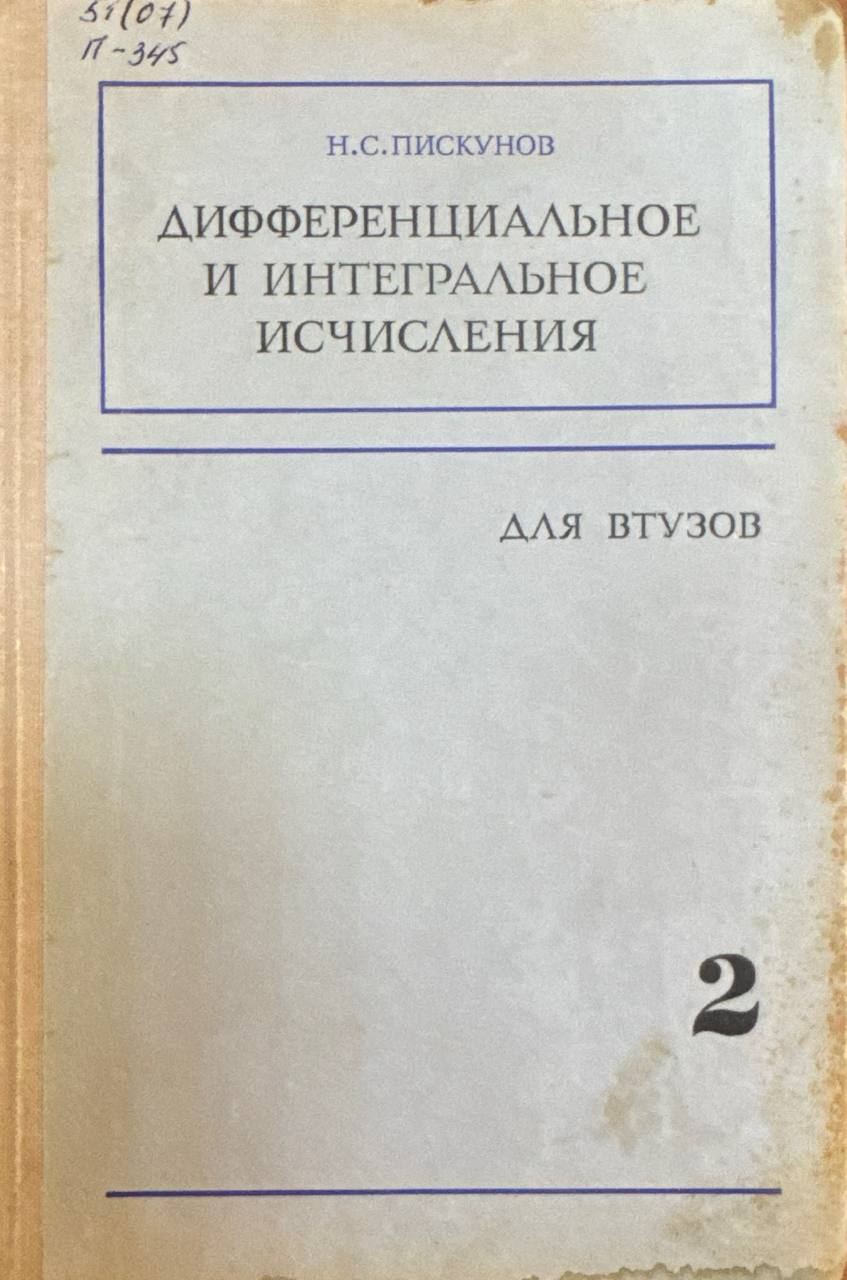 51(07)
П-345
Н.С.ПИСКУНОВ
ДИФФЕРЕНЦИАЛЬНОЕ
И ИНТЕГРАЛЬНОЕ
ИСЧИСЛЕНИЯ
ДЛЯ ВТУЗОВ
2